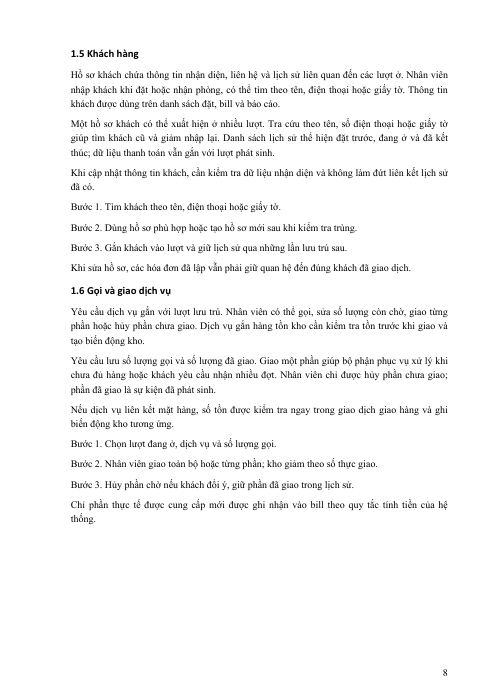 1.5 Khách hàng
Hồ sơ khách chứa thông tin nhận diện, liên hệ và lịch sử liên quan đến các lượt ở. Nhân viên
nhập khách khi đặt hoặc nhận phòng, có thể tìm theo tên, điện thoại hoặc giấy tờ. Thông tin
khách được dùng trên danh sách đặt, bill và báo cáo.
Một hồ sơ khách có thể xuất hiện ở nhiều lượt. Tra cứu theo tên, số điện thoại hoặc giấy tờ
giúp tìm khách cũ và giảm nhập lại. Danh sách lịch sử thể hiện đặt trước, đang ở và đã kết
thúc; dữ liệu thanh toán vẫn gắn với lượt phát sinh.
Khi cập nhật thông tin khách, cần kiểm tra dữ liệu nhận diện và không làm đứt liên kết lịch sử
đã có.
Bước 1. Tìm khách theo tên, điện thoại hoặc giấy tờ.
Bước 2. Dùng hồ sơ phù hợp hoặc tạo hồ sơ mới sau khi kiểm tra trùng.
Bước 3. Gắn khách vào lượt và giữ lịch sử qua những lần lưu trú sau.
Khi sửa hồ sơ, các hóa đơn đã lập vẫn phải giữ quan hệ đến đúng khách đã giao dịch.
1.6 Gọi và giao dịch vụ
Yêu cầu dịch vụ gắn với lượt lưu trú. Nhân viên có thể gọi, sửa số lượng còn chờ, giao từng
phần hoặc hủy phần chưa giao. Dịch vụ gắn hàng tồn kho cần kiểm tra tồn trước khi giao và
tạo biến động kho.
Yêu cầu lưu số lượng gọi và số lượng đã giao. Giao một phần giúp bộ phận phục vụ xử lý khi
chưa đủ hàng hoặc khách yêu cầu nhận nhiều đợt. Nhân viên chỉ được hủy phần chưa giao;
phần đã giao là sự kiện đã phát sinh.
Nếu dịch vụ liên kết mặt hàng, số tồn được kiểm tra ngay trong giao dịch giao hàng và ghi
biến động kho tương ứng.
Bước 1. Chọn lượt đang ở, dịch vụ và số lượng gọi.
Bước 2. Nhân viên giao toàn bộ hoặc từng phần; kho giảm theo số thực giao.
Bước 3. Hủy phần chờ nếu khách đổi ý, giữ phần đã giao trong lịch sử.
Chỉ phần thực tế được cung cấp mới được ghi nhận vào bill theo quy tắc tính tiền của hệ
thống.
8